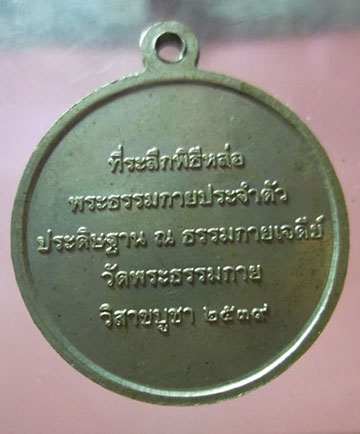 ที่ระลึกพิธีหล่อ
พระธรรมกายประจำตัว
ประดิษฐาน ณ ธรรมกายเจดีย์
วัดพระธรรมกาย
วิสาขบูชา ๒๕๓๙